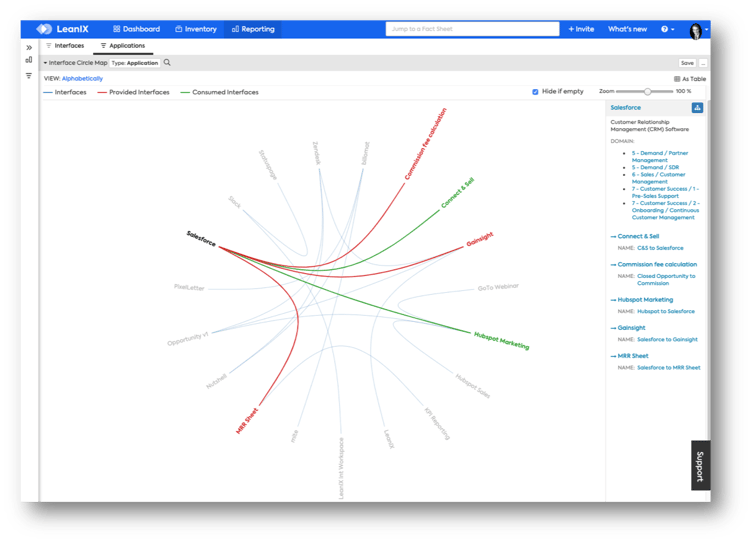 LeanIX
Dashboard
Inventory
Reporting
Jump to a Fact Sheet
+ Invite
What's new
Interfaces
Applications
Interface Circle Map
Type: Application
Save
...
VIEW: Alphabetically
As Table
Interfaces
Provided Interfaces
Consumed Interfaces
Hide if empty
Zoom
100 %
Commission fee calculation
Connect & Sell
Gainsight
GoTo Webinar
Hubspot Marketing
Hubspot Sales
KPI Reporting
LeanIX
LeanIX Int Workspace
mite
MRR Sheet
Nutshell
Opportunity v1
PixelLetter
Salesforce
Slack
Statuspage
Zendesk
billomat
Salesforce
Customer Relationship
Management (CRM) Software
DOMAIN:
5 - Demand / Partner
Management
5 - Demand / SDR
6 - Sales / Customer
Management
7 - Customer Success / 1 -
Pre-Sales Support
7 - Customer Success / 2 -
Onboarding / Continuous
Customer Management
Connect & Sell
NAME: C&S to Salesforce
Commission fee calculation
NAME: Closed Opportunity to
Commission
Hubspot Marketing
NAME: Hubspot to Salesforce
Gainsight
NAME: Salesforce to Gainsight
MRR Sheet
NAME: Salesforce to MRR Sheet
Support